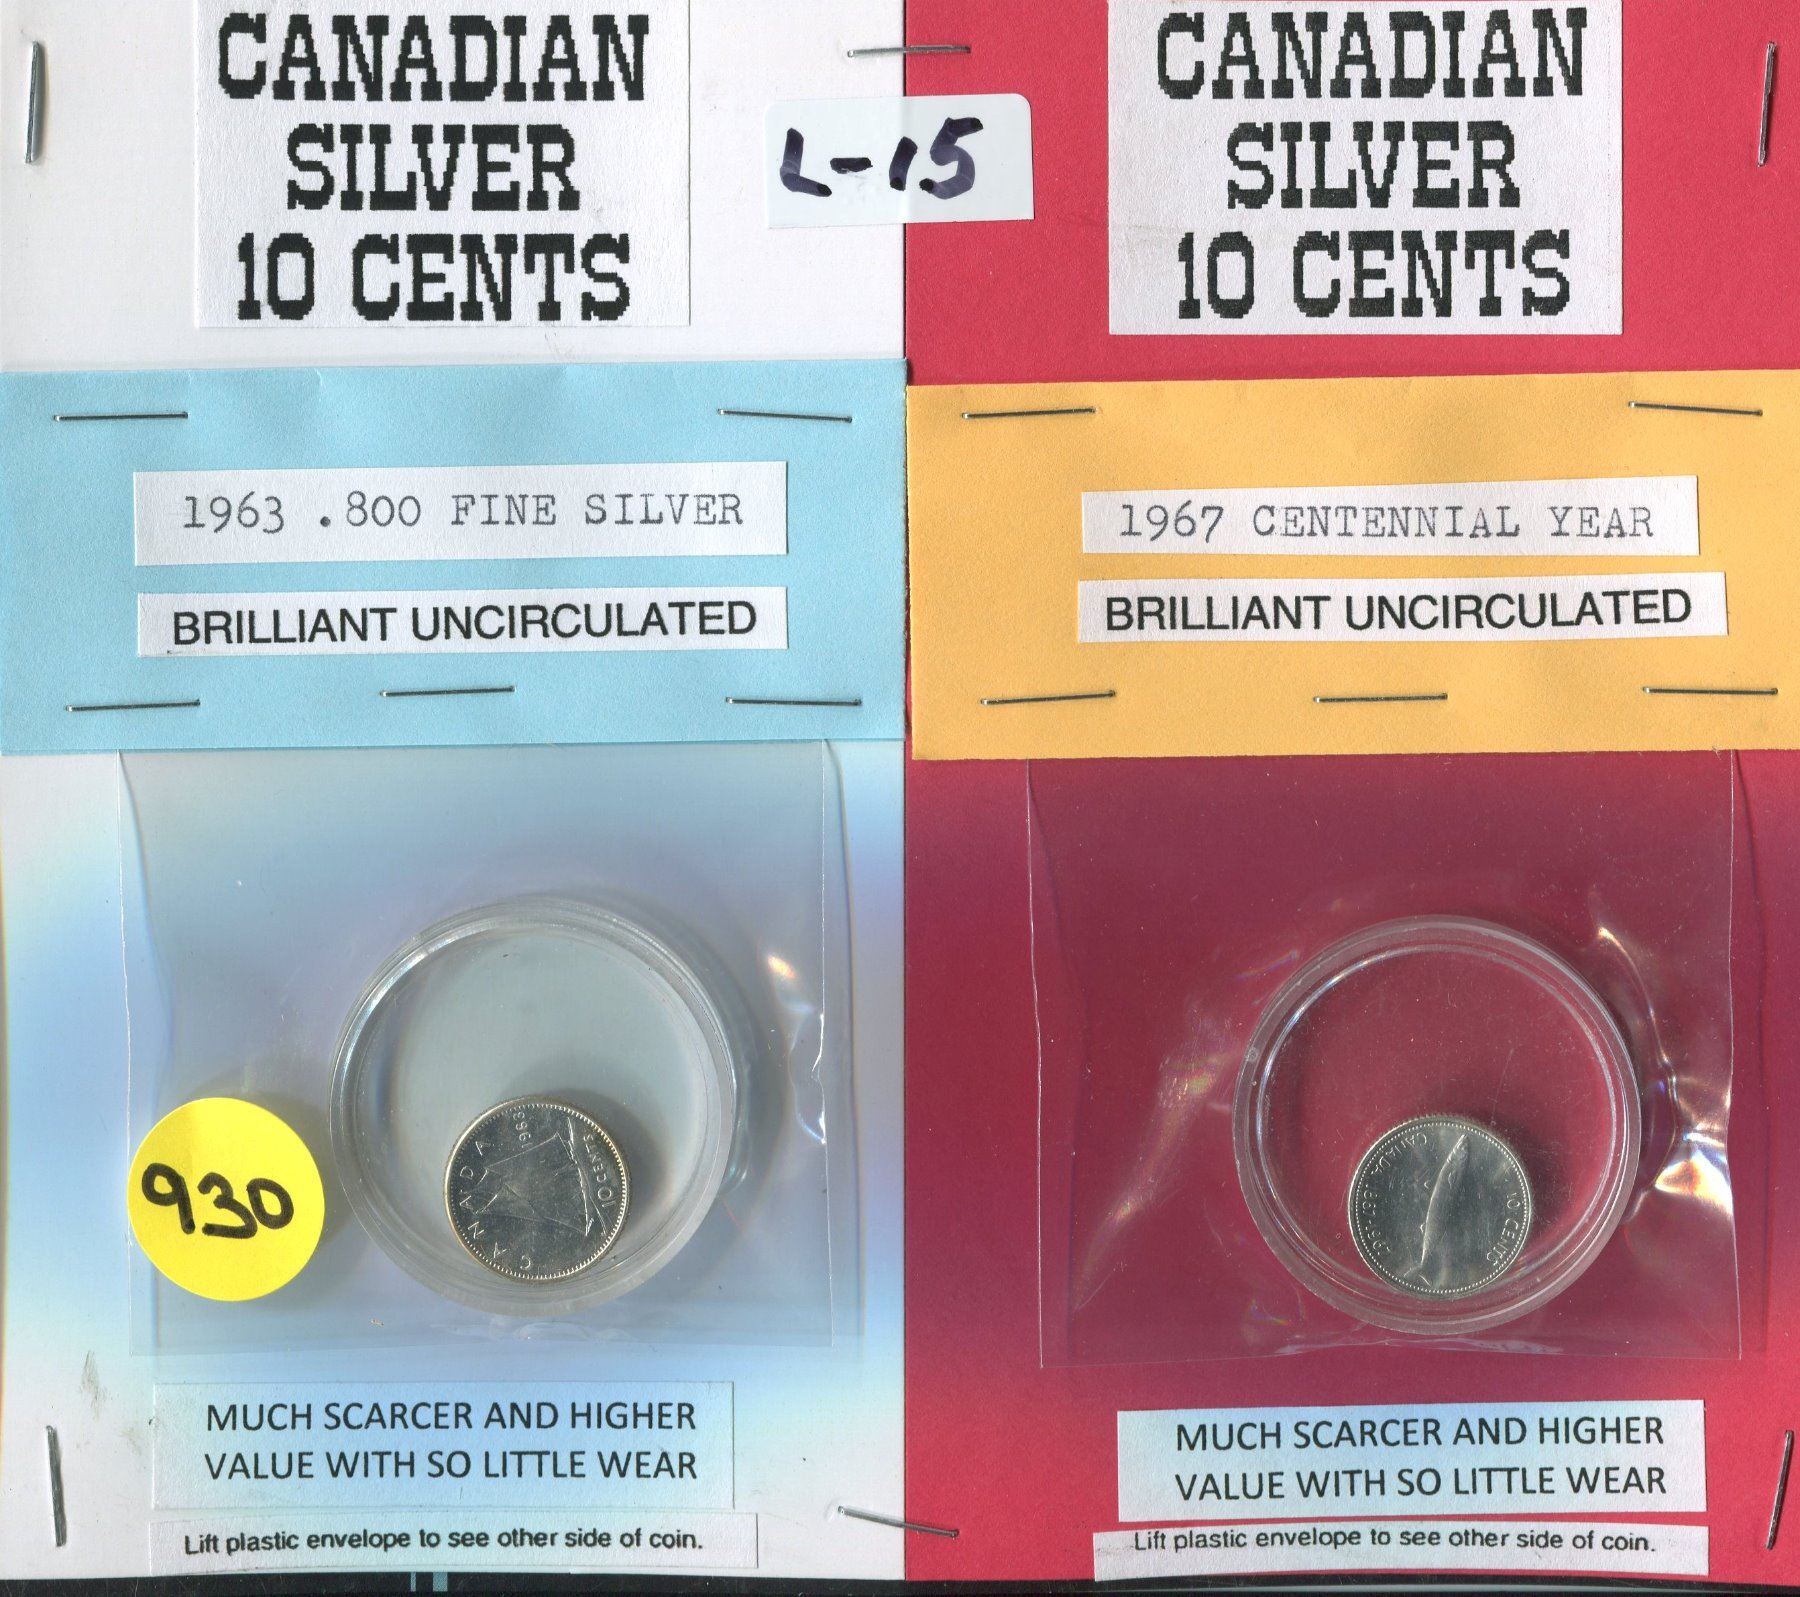 CANADIAN
SILVER
10 CENTS
L-15
1963 .800 FINE SILVER
BRILLIANT UNCIRCULATED
930
CANADA
1963
10 CENTS
MUCH SCARCER AND HIGHER
VALUE WITH SO LITTLE WEAR
Lift plastic envelope to see other side of coin.
CANADIAN
SILVER
10 CENTS
1967 CENTENNIAL YEAR
BRILLIANT UNCIRCULATED
CANADA 1867-1967
10 CENTS
MUCH SCARCER AND HIGHER
VALUE WITH SO LITTLE WEAR
Lift plastic envelope to see other side of coin.